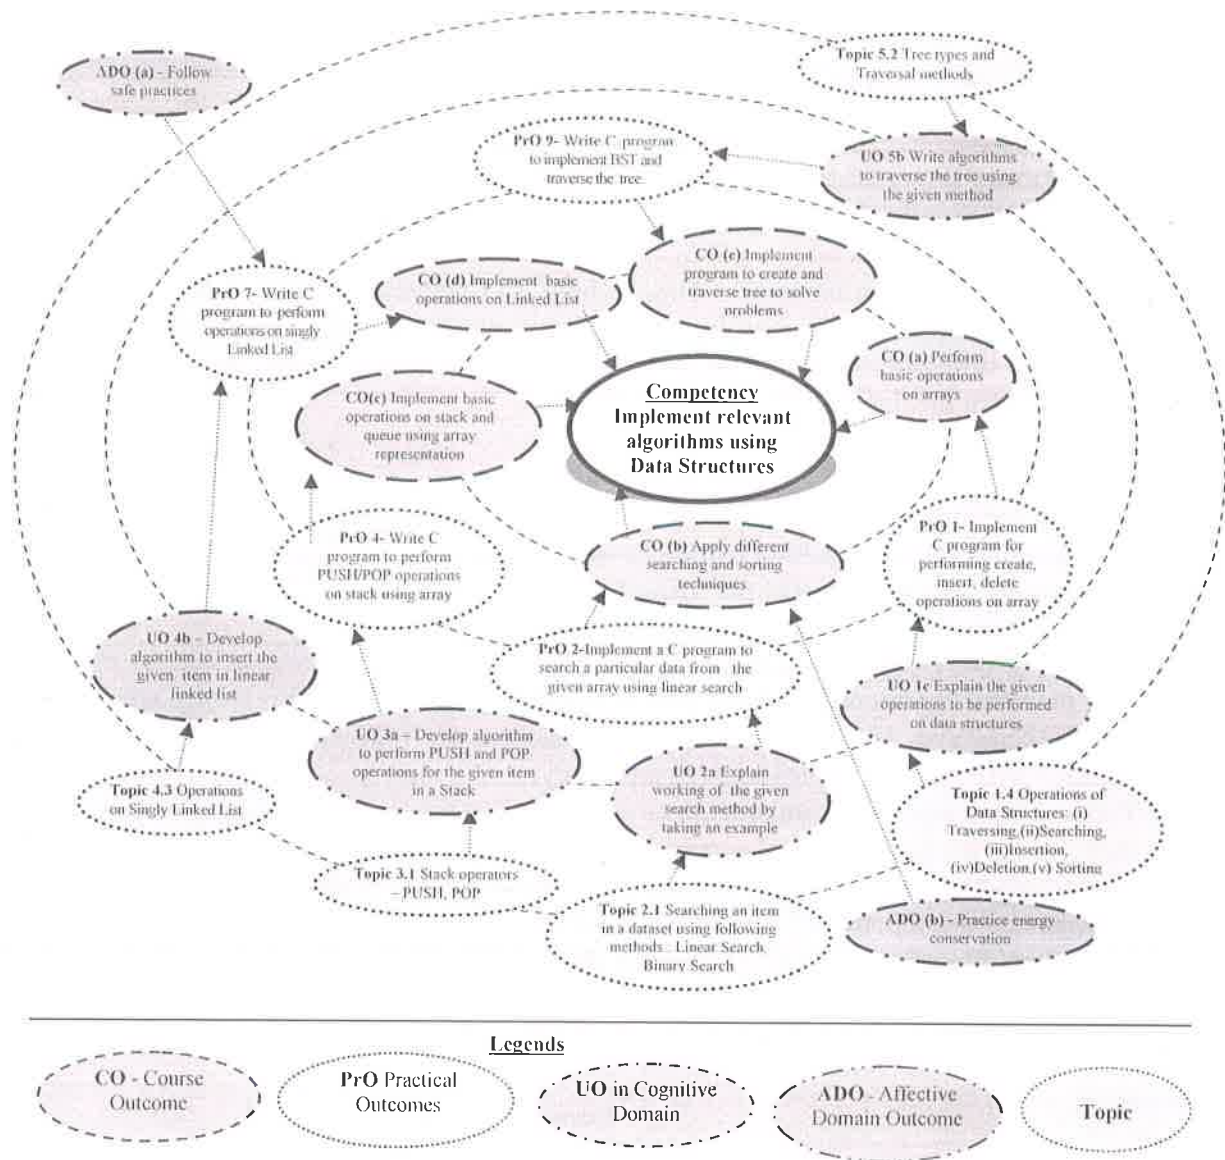 ADO (a) - Follow
safe practices
Topic 5.2 Tree types and
Traversal methods
PrO 9- Write C program
to implement BST and
traverse the tree.
UO 5b Write algorithms
to traverse the tree using
the given method
CO (e) Implement
program to create and
traverse tree to solve
problems
CO (d) Implement basic
operations on Linked List
PrO 7- Write C
program to perform
operations on singly
Linked List
CO (a) Perform
basic operations
on arrays
Competency
Implement relevant
algorithms using
Data Structures
CO(c) Implement basic
operations on stack and
queue using array
representation
PrO 4- Write C
program to perform
PUSH/POP operations
on stack using array
CO (b) Apply different
searching and sorting
techniques
PrO 1- Implement
C program for
performing create,
insert, delete
operations on array
UO 4b – Develop
algorithm to insert the
given item in linear
linked list
PrO 2-Implement a C program to
search a particular data from the
given array using linear search
UO 1c Explain the given
operations to be performed
on data structures
UO 3a – Develop algorithm
to perform PUSH and POP
operations for the given item
in a Stack
UO 2a Explain
working of the given
search method by
taking an example
Topic 4.3 Operations
on Singly Linked List
Topic 1.4 Operations of
Data Structures: (i)
Traversing,(ii)Searching,
(iii)Insertion,
(iv)Deletion,(v) Sorting
Topic 3.1 Stack operators
–PUSH, POP
Topic 2.1 Searching an item
in a dataset using following
methods : Linear Search,
Binary Search
ADO (b) - Practice energy
conservation
Legends
CO - Course
Outcome
PrO Practical
Outcomes
UO in Cognitive
Domain
ADO - Affective
Domain Outcome
Topic